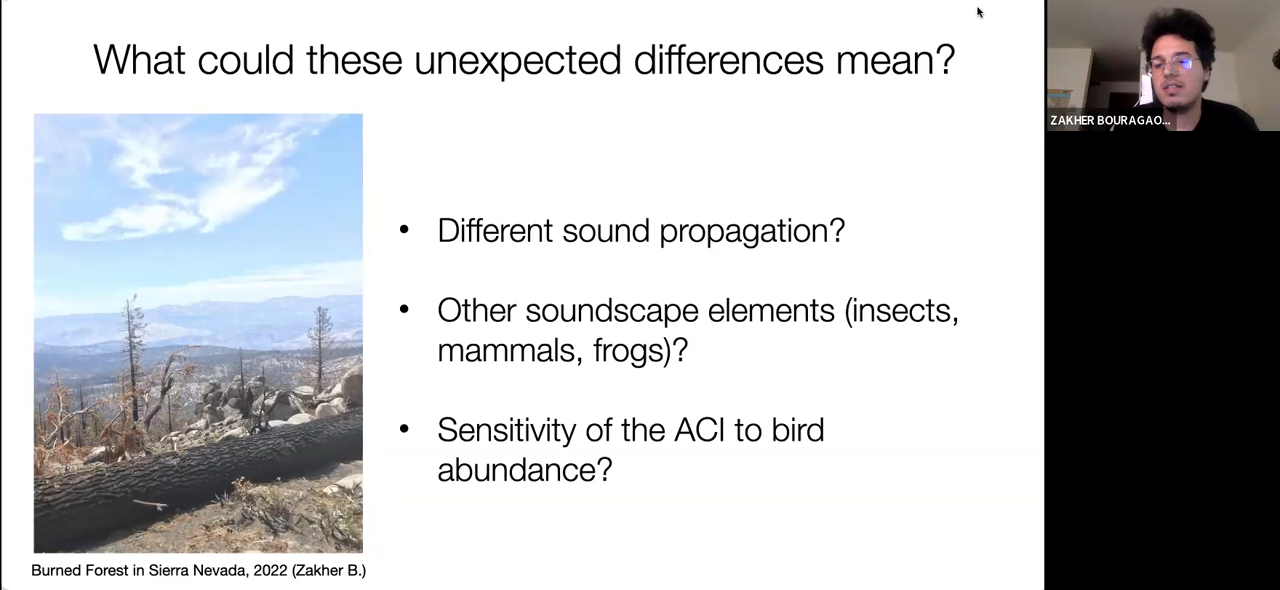 What could these unexpected differences mean?
ZAKHER BOURAGAO...
• Different sound propagation?
• Other soundscape elements (insects,
mammals, frogs)?
• Sensitivity of the ACI to bird
abundance?
Burned Forest in Sierra Nevada, 2022 (Zakher B.)